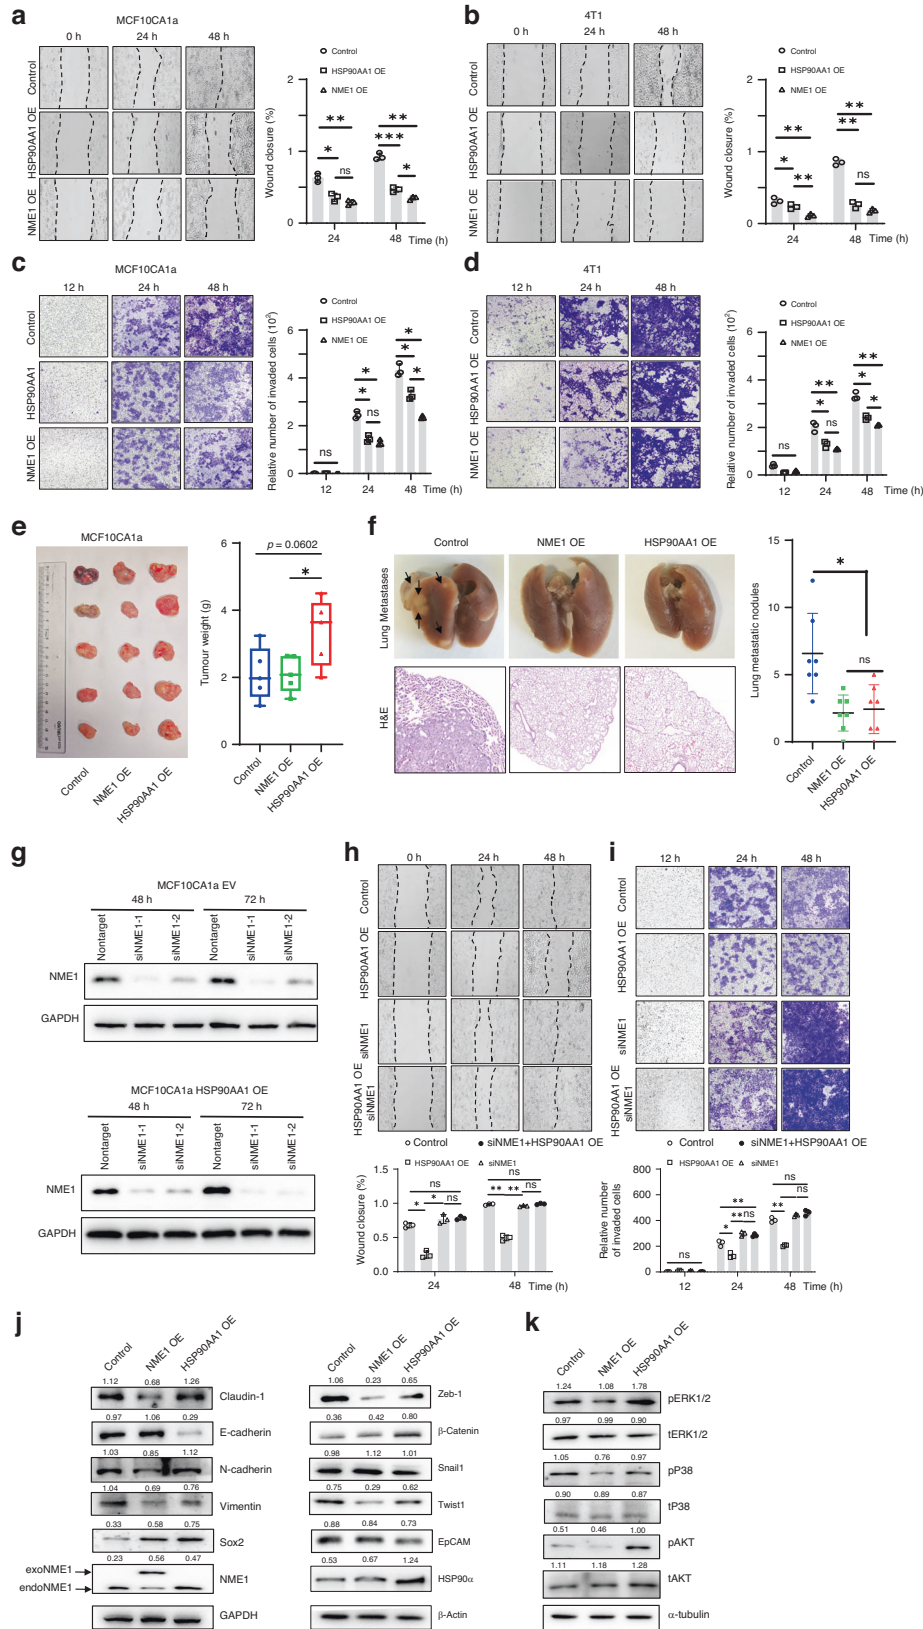 a
MCF10CA1a
0 h 24 h 48 h
Control
HSP90AA1 OE
NME1 OE
Control
HSP90AA1 OE
NME1 OE
Wound closure (%)
2
1
0
** **
* ***
ns *
24 48 Time (h)
b
4T1
0 h 24 h 48 h
Control
HSP90AA1 OE
NME1 OE
Control
HSP90AA1 OE
NME1 OE
Wound closure (%)
2
1
0
** **
* **
** ns
24 48 Time (h)
c
MCF10CA1a
12 h 24 h 48 h
Control
HSP90AA1
NME1 OE
Control
HSP90AA1 OE
NME1 OE
Relative number of invaded cells (10²)
6
4
2
0
ns
* * ns
* * *
12 24 48 Time (h)
d
4T1
12 h 24 h 48 h
Control
HSP90AA1 OE
NME1 OE
Control
HSP90AA1 OE
NME1 OE
Relative number of invaded cells (10²)
6
4
2
0
ns
** * ns
** * *
12 24 48 Time (h)
e
MCF10CA1a
Control NME1 OE HSP90AA1 OE
Tumour weight (g)
6
4
2
0
p = 0.0602
*
Control NME1 OE HSP90AA1 OE
f
Control NME1 OE HSP90AA1 OE
Lung Metastases
H&E
Lung metastatic nodules
15
10
5
0
*
ns
Control NME1 OE HSP90AA1 OE
g
MCF10CA1a EV
48 h 72 h
Nontarget siNME1-1 siNME1-2 Nontarget siNME1-1 siNME1-2
NME1
GAPDH
MCF10CA1a HSP90AA1 OE
48 h 72 h
Nontarget siNME1-1 siNME1-2 Nontarget siNME1-1 siNME1-2
NME1
GAPDH
h
0 h 24 h 48 h
Control
HSP90AA1 OE
siNME1
HSP90AA1 OE siNME1
Control siNME1+HSP90AA1 OE
HSP90AA1 OE siNME1
Wound closure (%)
1.5
1.0
0.5
0.0
ns ns
* * ns ** ** ns
24 48 Time (h)
i
12 h 24 h 48 h
Control
HSP90AA1 OE
siNME1
HSP90AA1 OE siNME1
Control siNME1+HSP90AA1 OE
HSP90AA1 OE siNME1
Relative number of invaded cells
800
600
400
200
0
ns
** * ** ns
ns ** ns
12 24 48 Time (h)
j
Control NME1 OE HSP90AA1 OE
1.12 0.68 1.26
Claudin-1
0.97 1.06 0.29
E-cadherin
1.03 0.85 1.12
N-cadherin
1.04 0.69 0.76
Vimentin
0.33 0.58 0.75
Sox2
0.23 0.56 0.47
exoNME1
endoNME1
NME1
GAPDH
Control NME1 OE HSP90AA1 OE
1.06 0.23 0.65
Zeb-1
0.36 0.42 0.80
β-Catenin
0.98 1.12 1.01
Snail1
0.75 0.29 0.62
Twist1
0.88 0.84 0.73
EpCAM
0.53 0.67 1.24
HSP90α
β-Actin
k
Control NME1 OE HSP90AA1 OE
1.24 1.08 1.78
pERK1/2
0.97 0.99 0.90
tERK1/2
1.05 0.76 0.97
pP38
0.90 0.89 0.87
tP38
0.51 0.46 1.00
pAKT
1.11 1.18 1.28
tAKT
α-tubulin